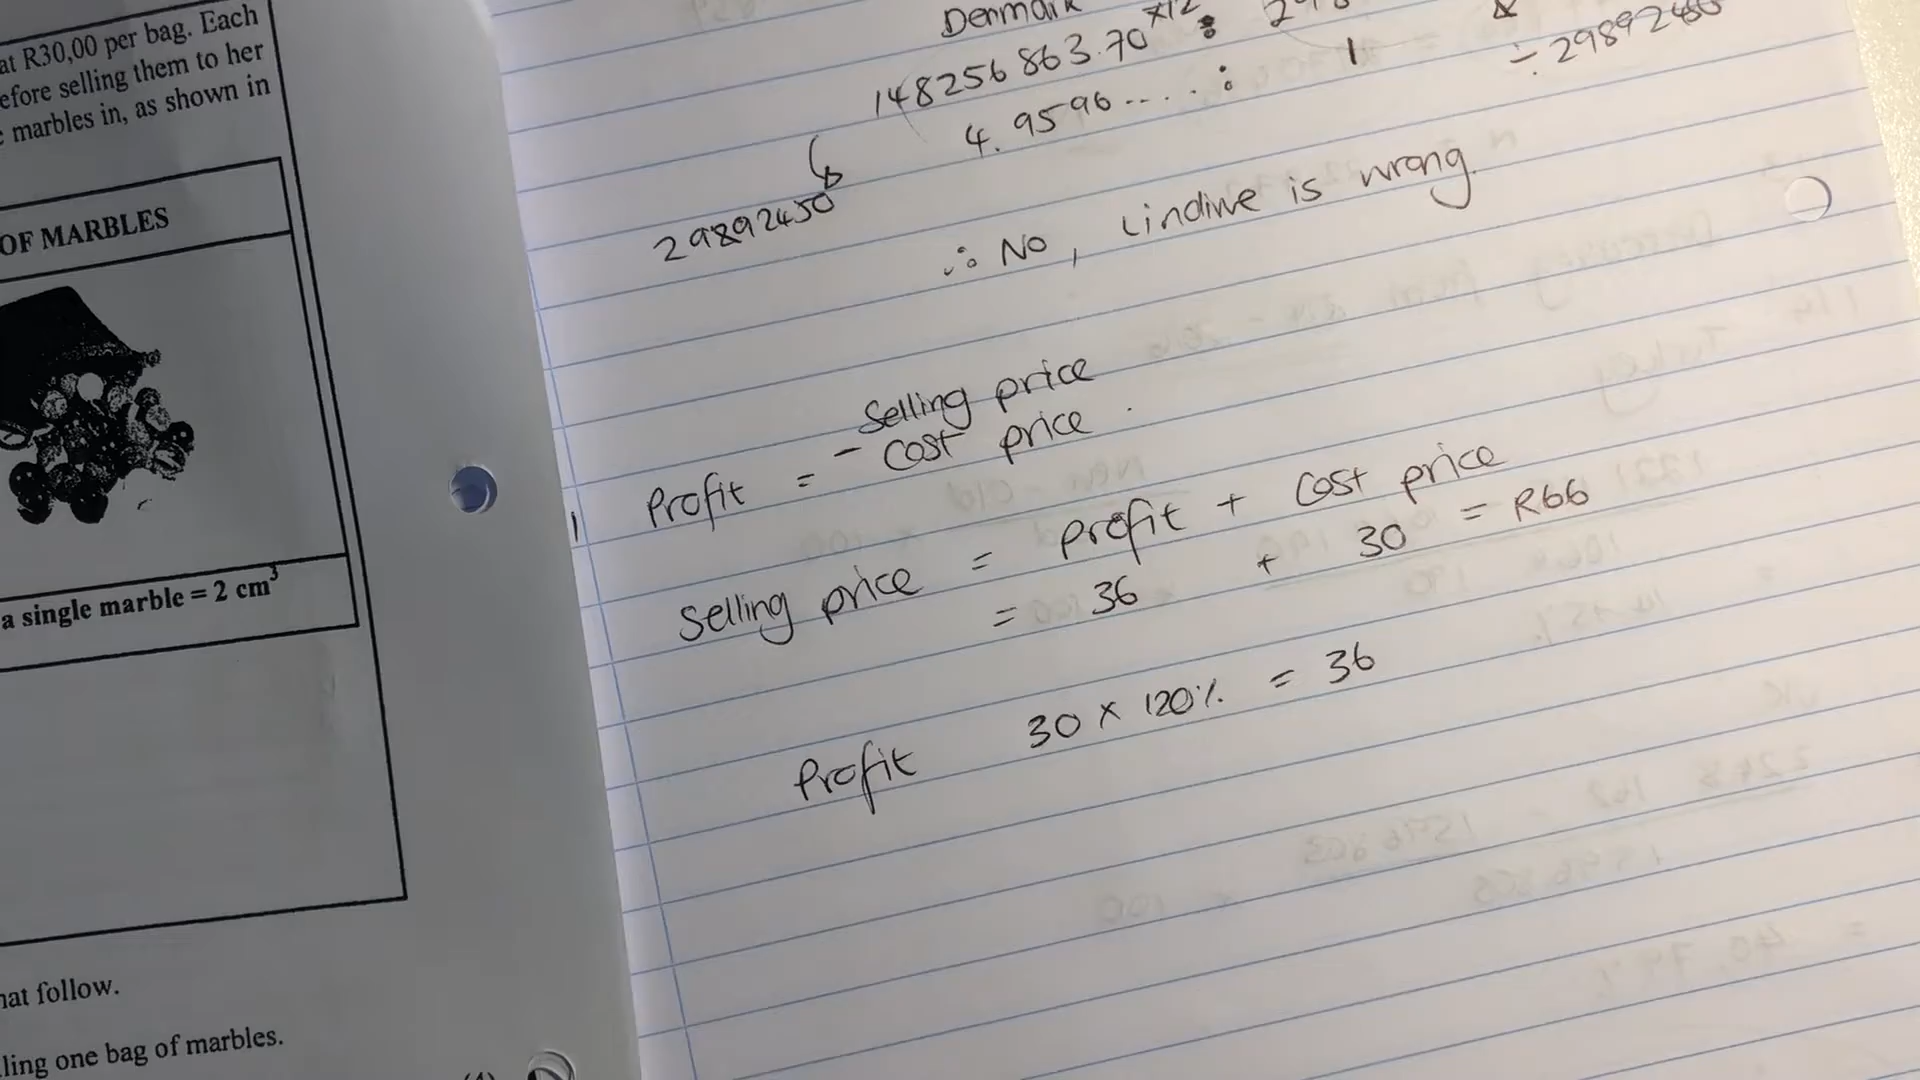 at R30,00 per bag. Each
efore selling them to her
marbles in, as shown in
OF MARBLES
a single marble = 2 cm³
hat follow.
lling one bag of marbles.
Denmark
148256 863.70 ×12 :
4.9596.... : 1 ÷ 29892450
29892450
∴ No, Lindiwe is wrong.
Selling price
Profit = - Cost price
Selling price = profit + Cost price
= 36 + 30 = R66
Profit 30 × 120% = 36